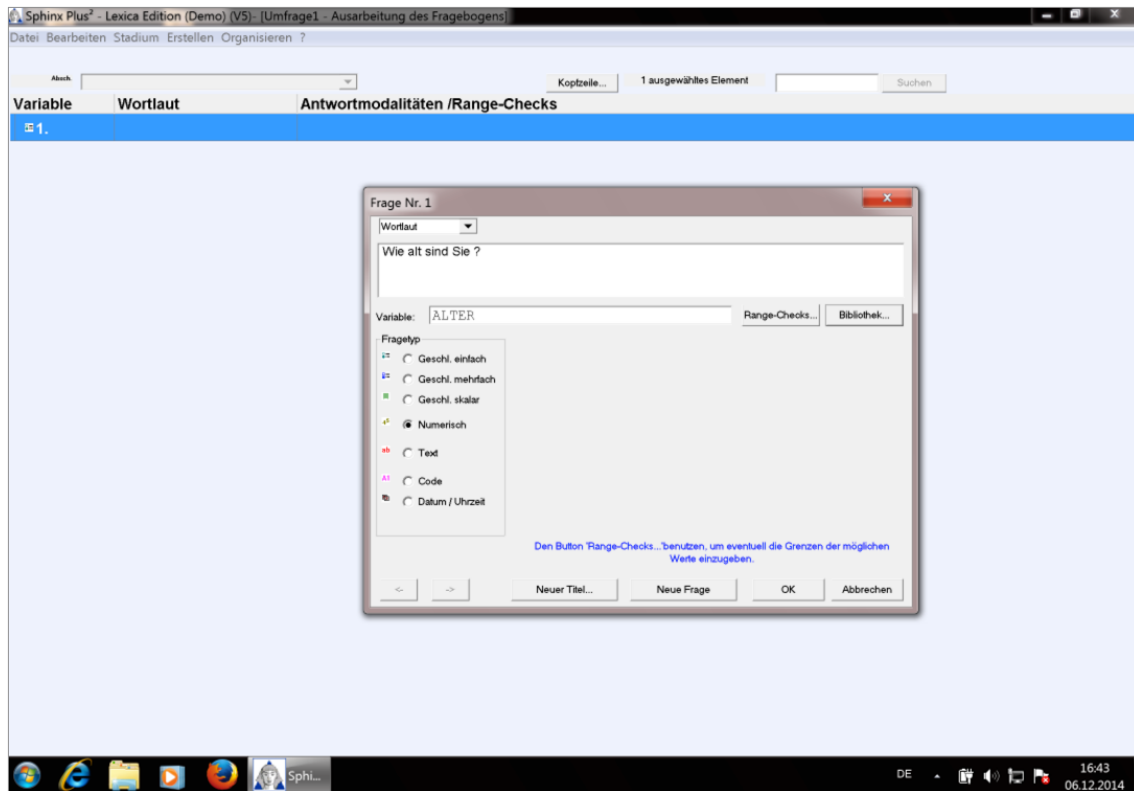 Sphinx Plus² - Lexica Edition (Demo) (V5)- [Umfrage1 - Ausarbeitung des Fragebogens]
Datei Bearbeiten Stadium Erstellen Organisieren ?
Absch. Kopfzeile... 1 ausgewähltes Element Suchen
Variable Wortlaut Antwortmodalitäten /Range-Checks
1.
Frage Nr. 1
Wortlaut
Wie alt sind Sie ?
Variable: ALTER Range-Checks... Bibliothek...
Fragetyp
Geschl. einfach
Geschl. mehrfach
Geschl. skalar
Numerisch
ab Text
A1 Code
Datum / Uhrzeit
Den Button 'Range-Checks...'benutzen, um eventuell die Grenzen der möglichen
Werte einzugeben.
<- -> Neuer Titel... Neue Frage OK Abbrechen
Sphi...
DE
16:43
06.12.2014